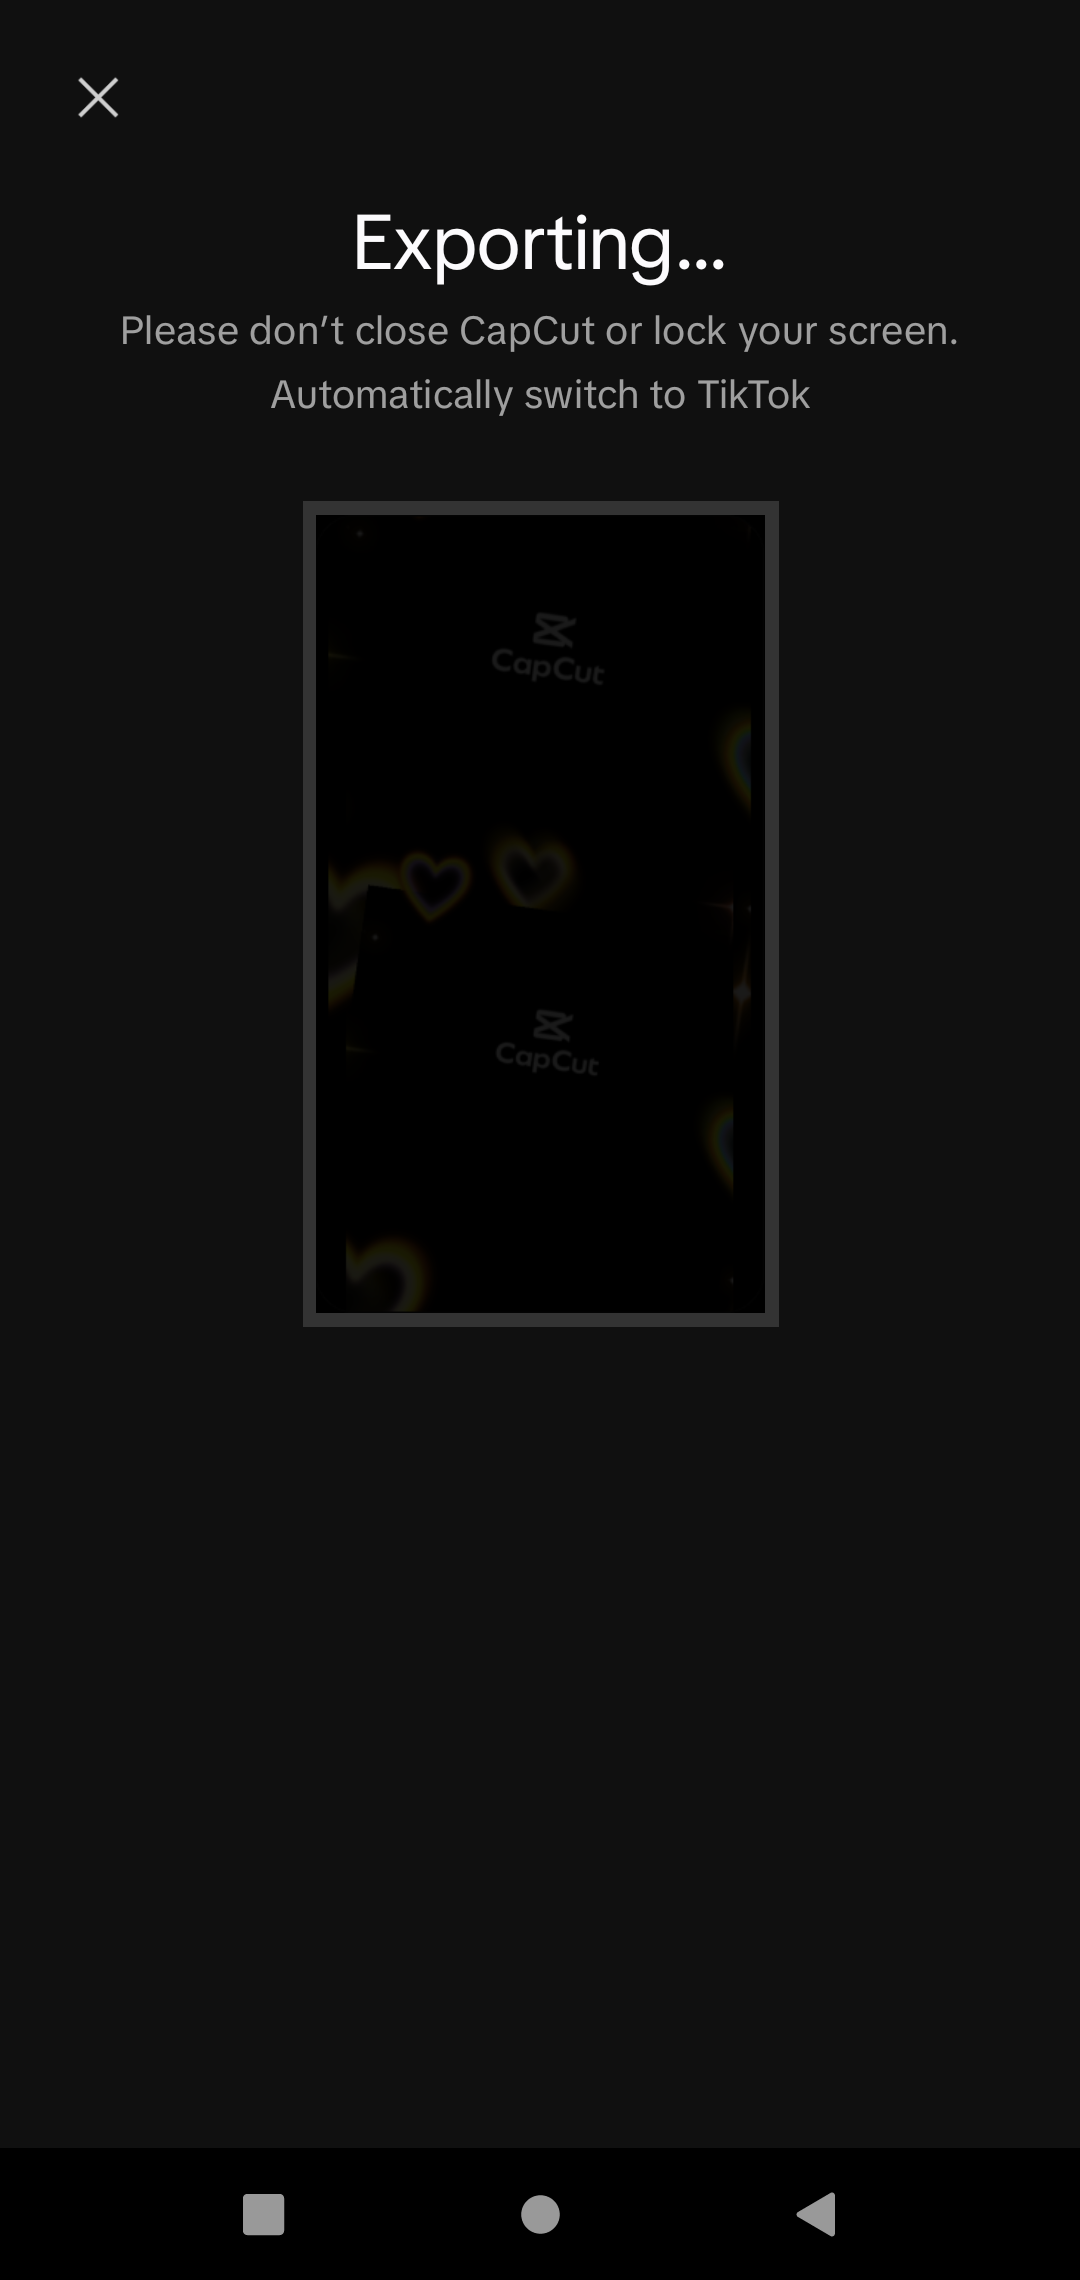 Exporting...
Please don’t close CapCut or lock your screen.
Automatically switch to TikTok
CapCut
CapCut